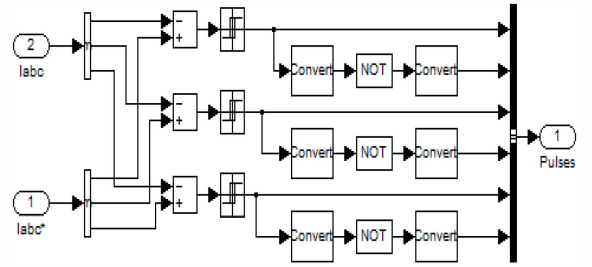 2
Iabc
1
Iabc*
−
+
−
+
−
+
Convert NOT Convert
Convert NOT Convert
Convert NOT Convert
1
Pulses